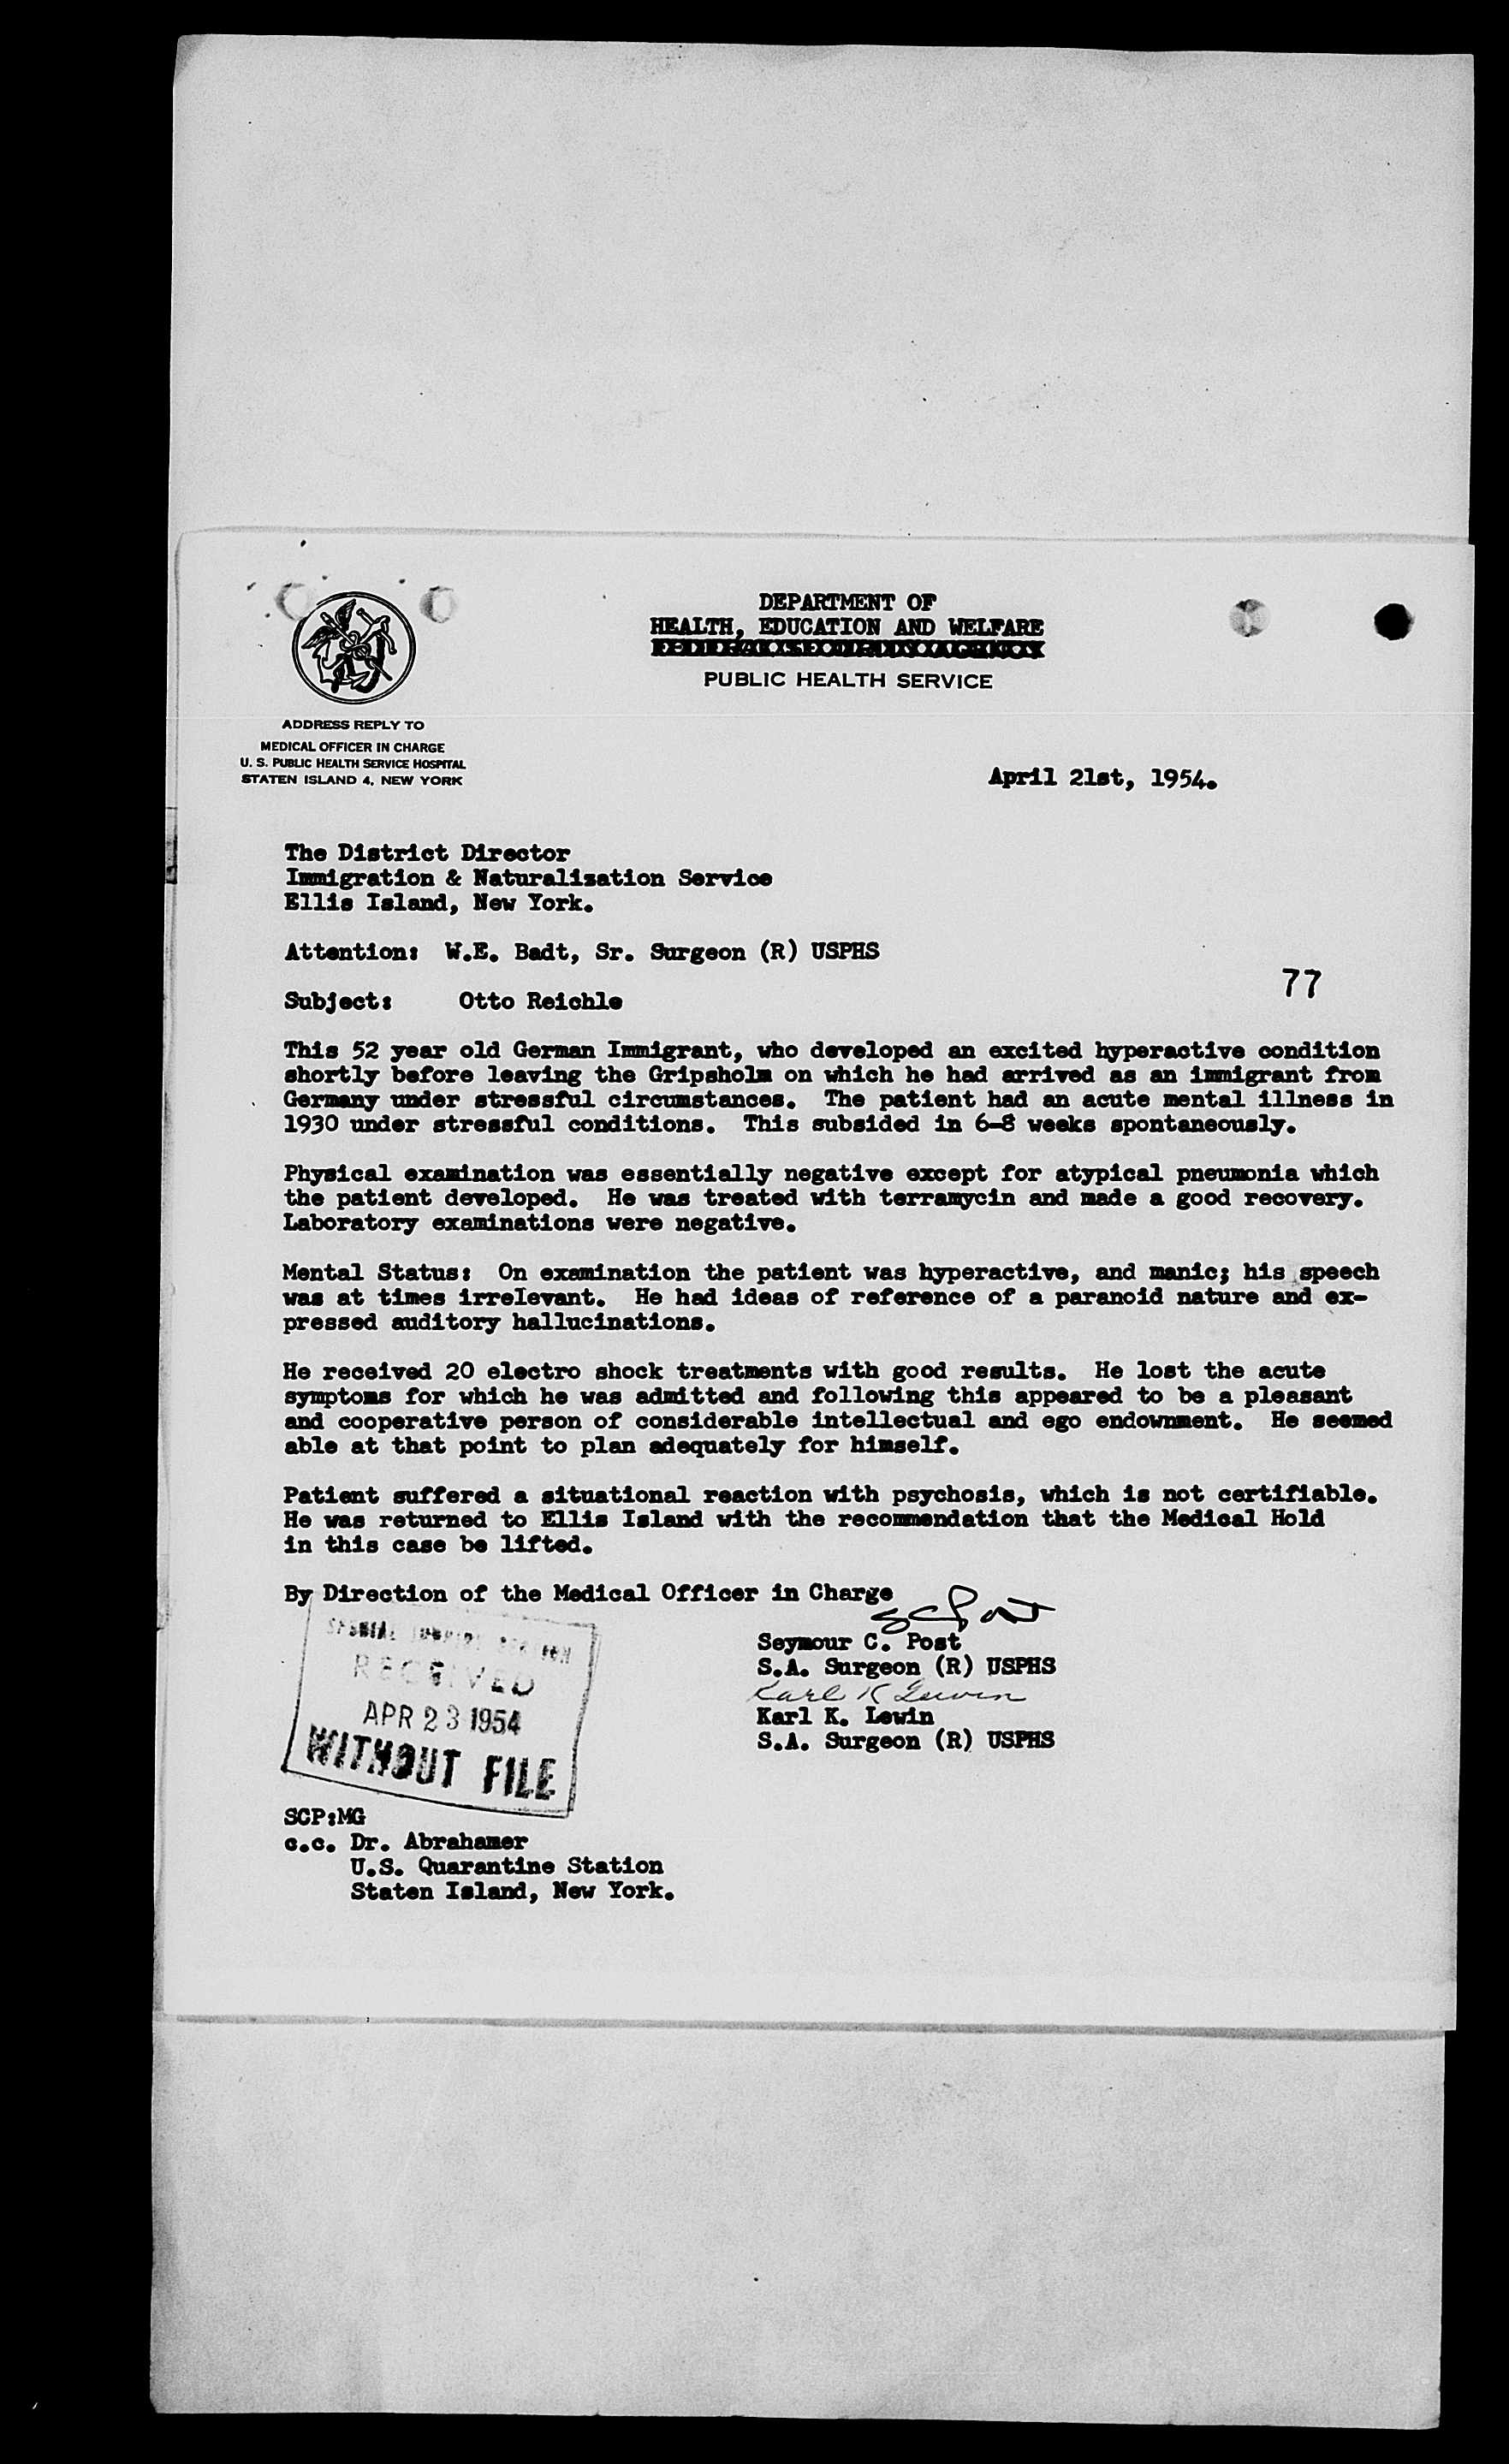 DEPARTMENT OF
HEALTH, EDUCATION AND WELFARE
PUBLIC HEALTH SERVICE
ADDRESS REPLY TO
MEDICAL OFFICER IN CHARGE
U. S. PUBLIC HEALTH SERVICE HOSPITAL
STATEN ISLAND 4, NEW YORK
April 21st, 1954.
The District Director
Immigration & Naturalization Service
Ellis Island, New York.
Attention: W.E. Badt, Sr. Surgeon (R) USPHS
77
Subject: Otto Reichle
This 52 year old German Immigrant, who developed an excited hyperactive condition
shortly before leaving the Gripsholm on which he had arrived as an immigrant from
Germany under stressful circumstances. The patient had an acute mental illness in
1930 under stressful conditions. This subsided in 6-8 weeks spontaneously.
Physical examination was essentially negative except for atypical pneumonia which
the patient developed. He was treated with terramycin and made a good recovery.
Laboratory examinations were negative.
Mental Status: On examination the patient was hyperactive, and manic; his speech
was at times irrelevant. He had ideas of reference of a paranoid nature and ex-
pressed auditory hallucinations.
He received 20 electro shock treatments with good results. He lost the acute
symptoms for which he was admitted and following this appeared to be a pleasant
and cooperative person of considerable intellectual and ego endownment. He seemed
able at that point to plan adequately for himself.
Patient suffered a situational reaction with psychosis, which is not certifiable.
He was returned to Ellis Island with the recommendation that the Medical Hold
in this case be lifted.
By Direction of the Medical Officer in Charge
SC Post
Seymour C. Post
S.A. Surgeon (R) USPHS
Karl K Lewin
Karl K. Lewin
S.A. Surgeon (R) USPHS
SPECIAL INQUIRY SECTION
RECEIVED
APR 23 1954
WITHOUT FILE
SCP:MG
c.c. Dr. Abrahamer
U.S. Quarantine Station
Staten Island, New York.